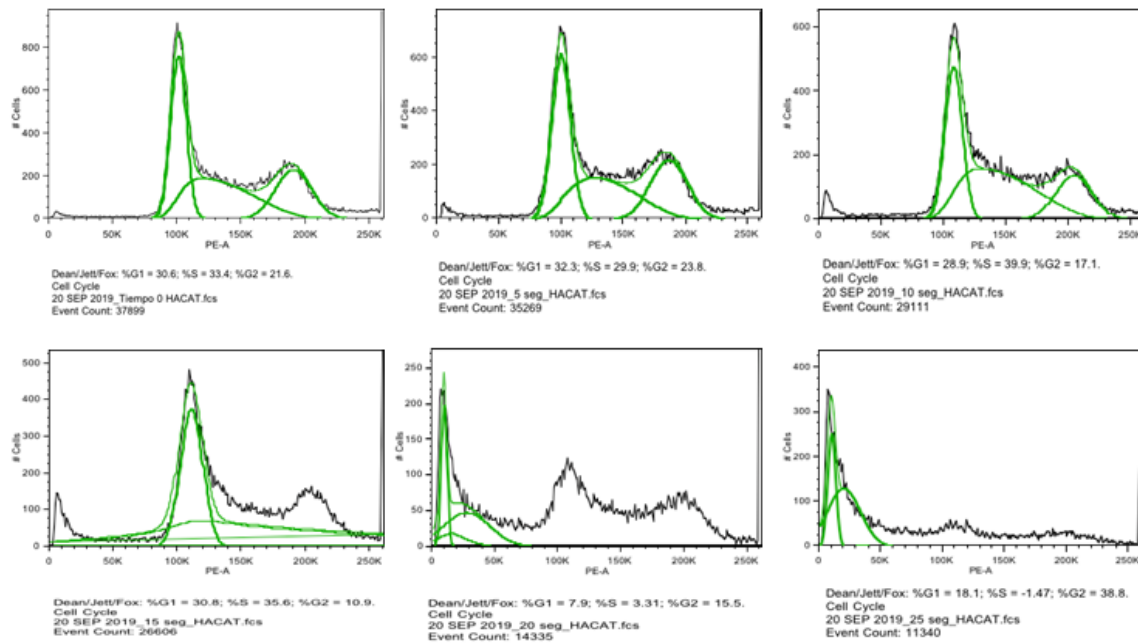 800
600
400
200
0
# Cells
0
50K
100K
150K
200K
250K
PE-A
Dean/Jett/Fox: %G1 = 30.6; %S = 33.4; %G2 = 21.6.
Cell Cycle
20 SEP 2019_Tiempo 0 HACAT.fcs
Event Count: 37899
600
400
200
0
# Cells
0
50K
100K
150K
200K
250K
PE-A
Dean/Jett/Fox: %G1 = 32.3; %S = 29.9; %G2 = 23.8.
Cell Cycle
20 SEP 2019_5 seg_HACAT.fcs
Event Count: 35269
600
400
200
0
# Cells
0
50K
100K
150K
200K
250K
PE-A
Dean/Jett/Fox: %G1 = 28.9; %S = 39.9; %G2 = 17.1.
Cell Cycle
20 SEP 2019_10 seg_HACAT.fcs
Event Count: 29111
500
400
300
200
100
0
# Cells
0
50K
100K
150K
200K
250K
PE-A
Dean/Jett/Fox: %G1 = 30.8; %S = 35.6; %G2 = 10.9.
Cell Cycle
20 SEP 2019_15 seg_HACAT.fcs
Event Count: 26606
250
200
150
100
50
0
# Cells
0
50K
100K
150K
200K
250K
PE-A
Dean/Jett/Fox: %G1 = 7.9; %S = 3.31; %G2 = 15.5.
Cell Cycle
20 SEP 2019_20 seg_HACAT.fcs
Event Count: 14335
400
300
200
100
0
# Cells
0
50K
100K
150K
200K
250K
PE-A
Dean/Jett/Fox: %G1 = 18.1; %S = -1.47; %G2 = 38.8.
Cell Cycle
20 SEP 2019_25 seg_HACAT.fcs
Event Count: 11340